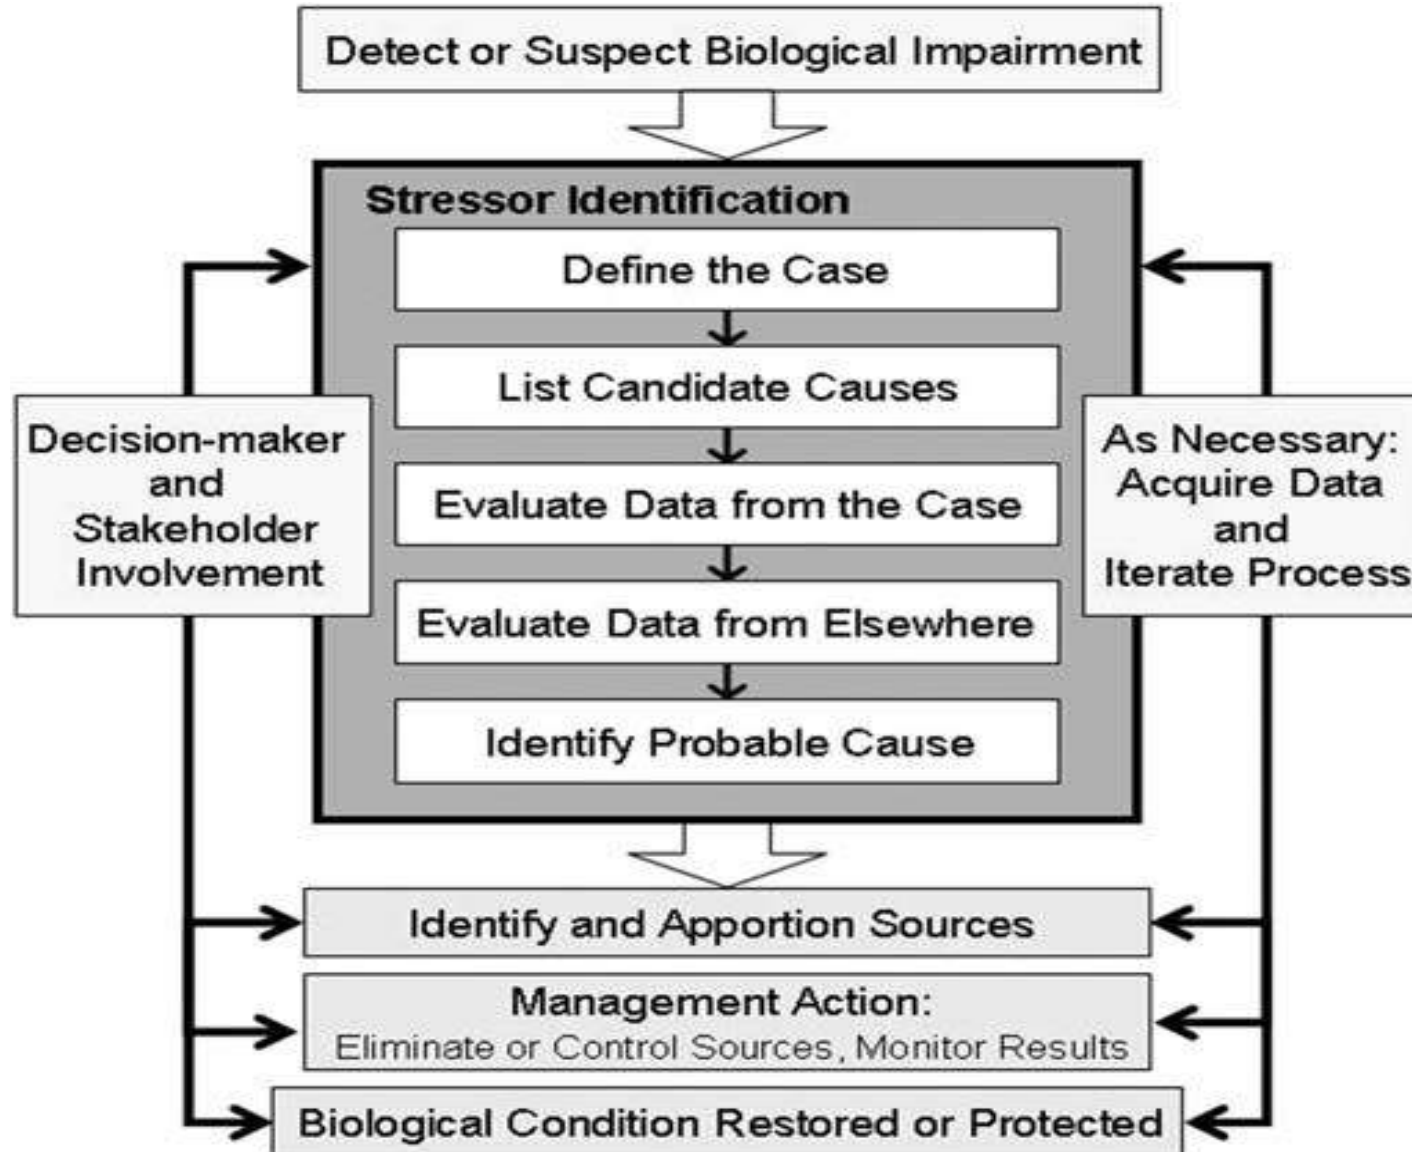 Detect or Suspect Biological Impairment
Stressor Identification
Define the Case
List Candidate Causes
Evaluate Data from the Case
Evaluate Data from Elsewhere
Identify Probable Cause
Decision-maker
and
Stakeholder
Involvement
As Necessary:
Acquire Data
and
Iterate Process
Identify and Apportion Sources
Management Action:
Eliminate or Control Sources, Monitor Results
Biological Condition Restored or Protected